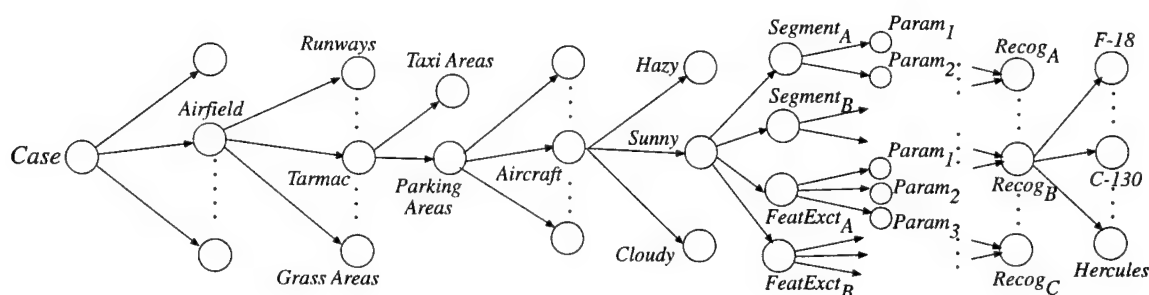 Case
Airfield
Runways
Tarmac
Grass Areas
Taxi Areas
Parking
Areas
Aircraft
Hazy
Sunny
Cloudy
Segment_A
Segment_B
FeatExct_A
FeatExct_B
Param_1
Param_2
Param_1
Param_2
Param_3
Recog_A
Recog_B
Recog_C
F-18
C-130
Hercules